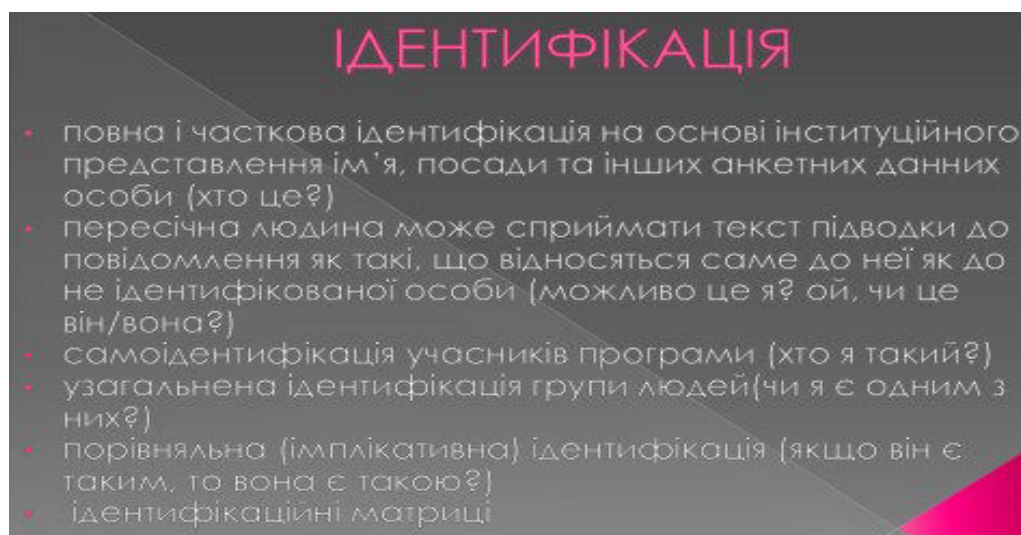 ІДЕНТИФІКАЦІЯ
• повна і часткова ідентифікація на основі інституційного
представлення ім'я, посади та інших анкетних данних
особи (хто це?)
• пересічна людина може сприймати текст підводки до
повідомлення як такі, що відносяться саме до неї як до
не ідентифікованої особи (можливо це я? ой, чи це
він/вона?)
• самоідентифікація учасників програми (хто я такий?)
• узагальнена ідентифікація групи людей(чи я є одним з
них?)
• порівняльна (імплікативна) ідентифікація (якщо він є
таким, то вона є такою?)
• ідентифікаційні матриці